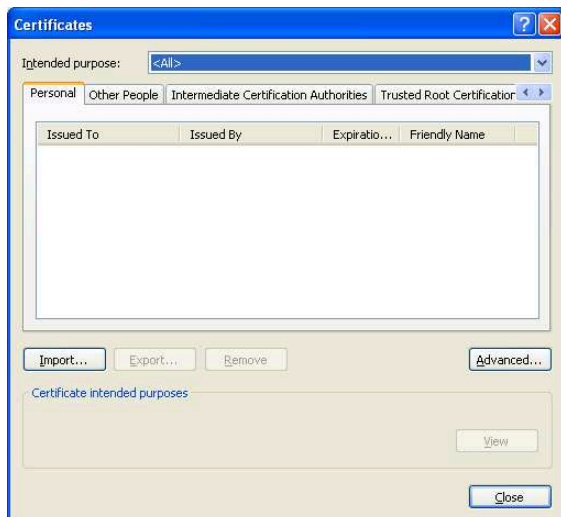 Certificates
Intended purpose: <All>
Personal Other People Intermediate Certification Authorities Trusted Root Certification
Issued To Issued By Expiratio... Friendly Name
Import... Export... Remove Advanced...
Certificate intended purposes
View
Close